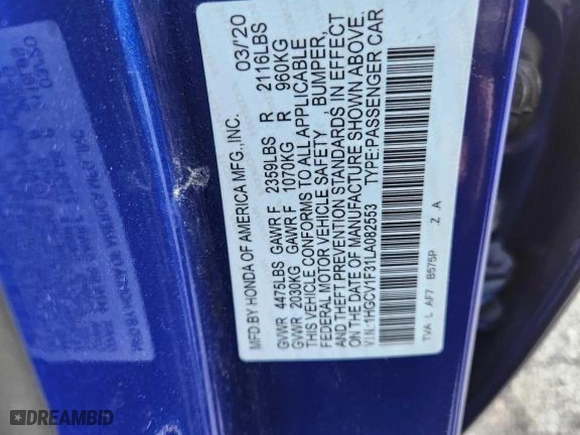 MFD.BY HONDA OF AMERICA MFG.,INC. 03/'20
GVWR 4475LBS GAWR F 2359LBS R 2116LBS
GVWR 2030KG GAWR F 1070KG R 960KG
THIS VEHICLE CONFORMS TO ALL APPLICABLE
FEDERAL MOTOR VEHICLE SAFETY , BUMPER,
AND THEFT PREVENTION STANDARDS IN EFFECT
ON THE DATE OF MANUFACTURE SHOWN ABOVE.
V.I.N.:1HGCV1F31LA082553 TYPE:PASSENGER CAR
TVA L AF7 B575P Z A
DREAMBID